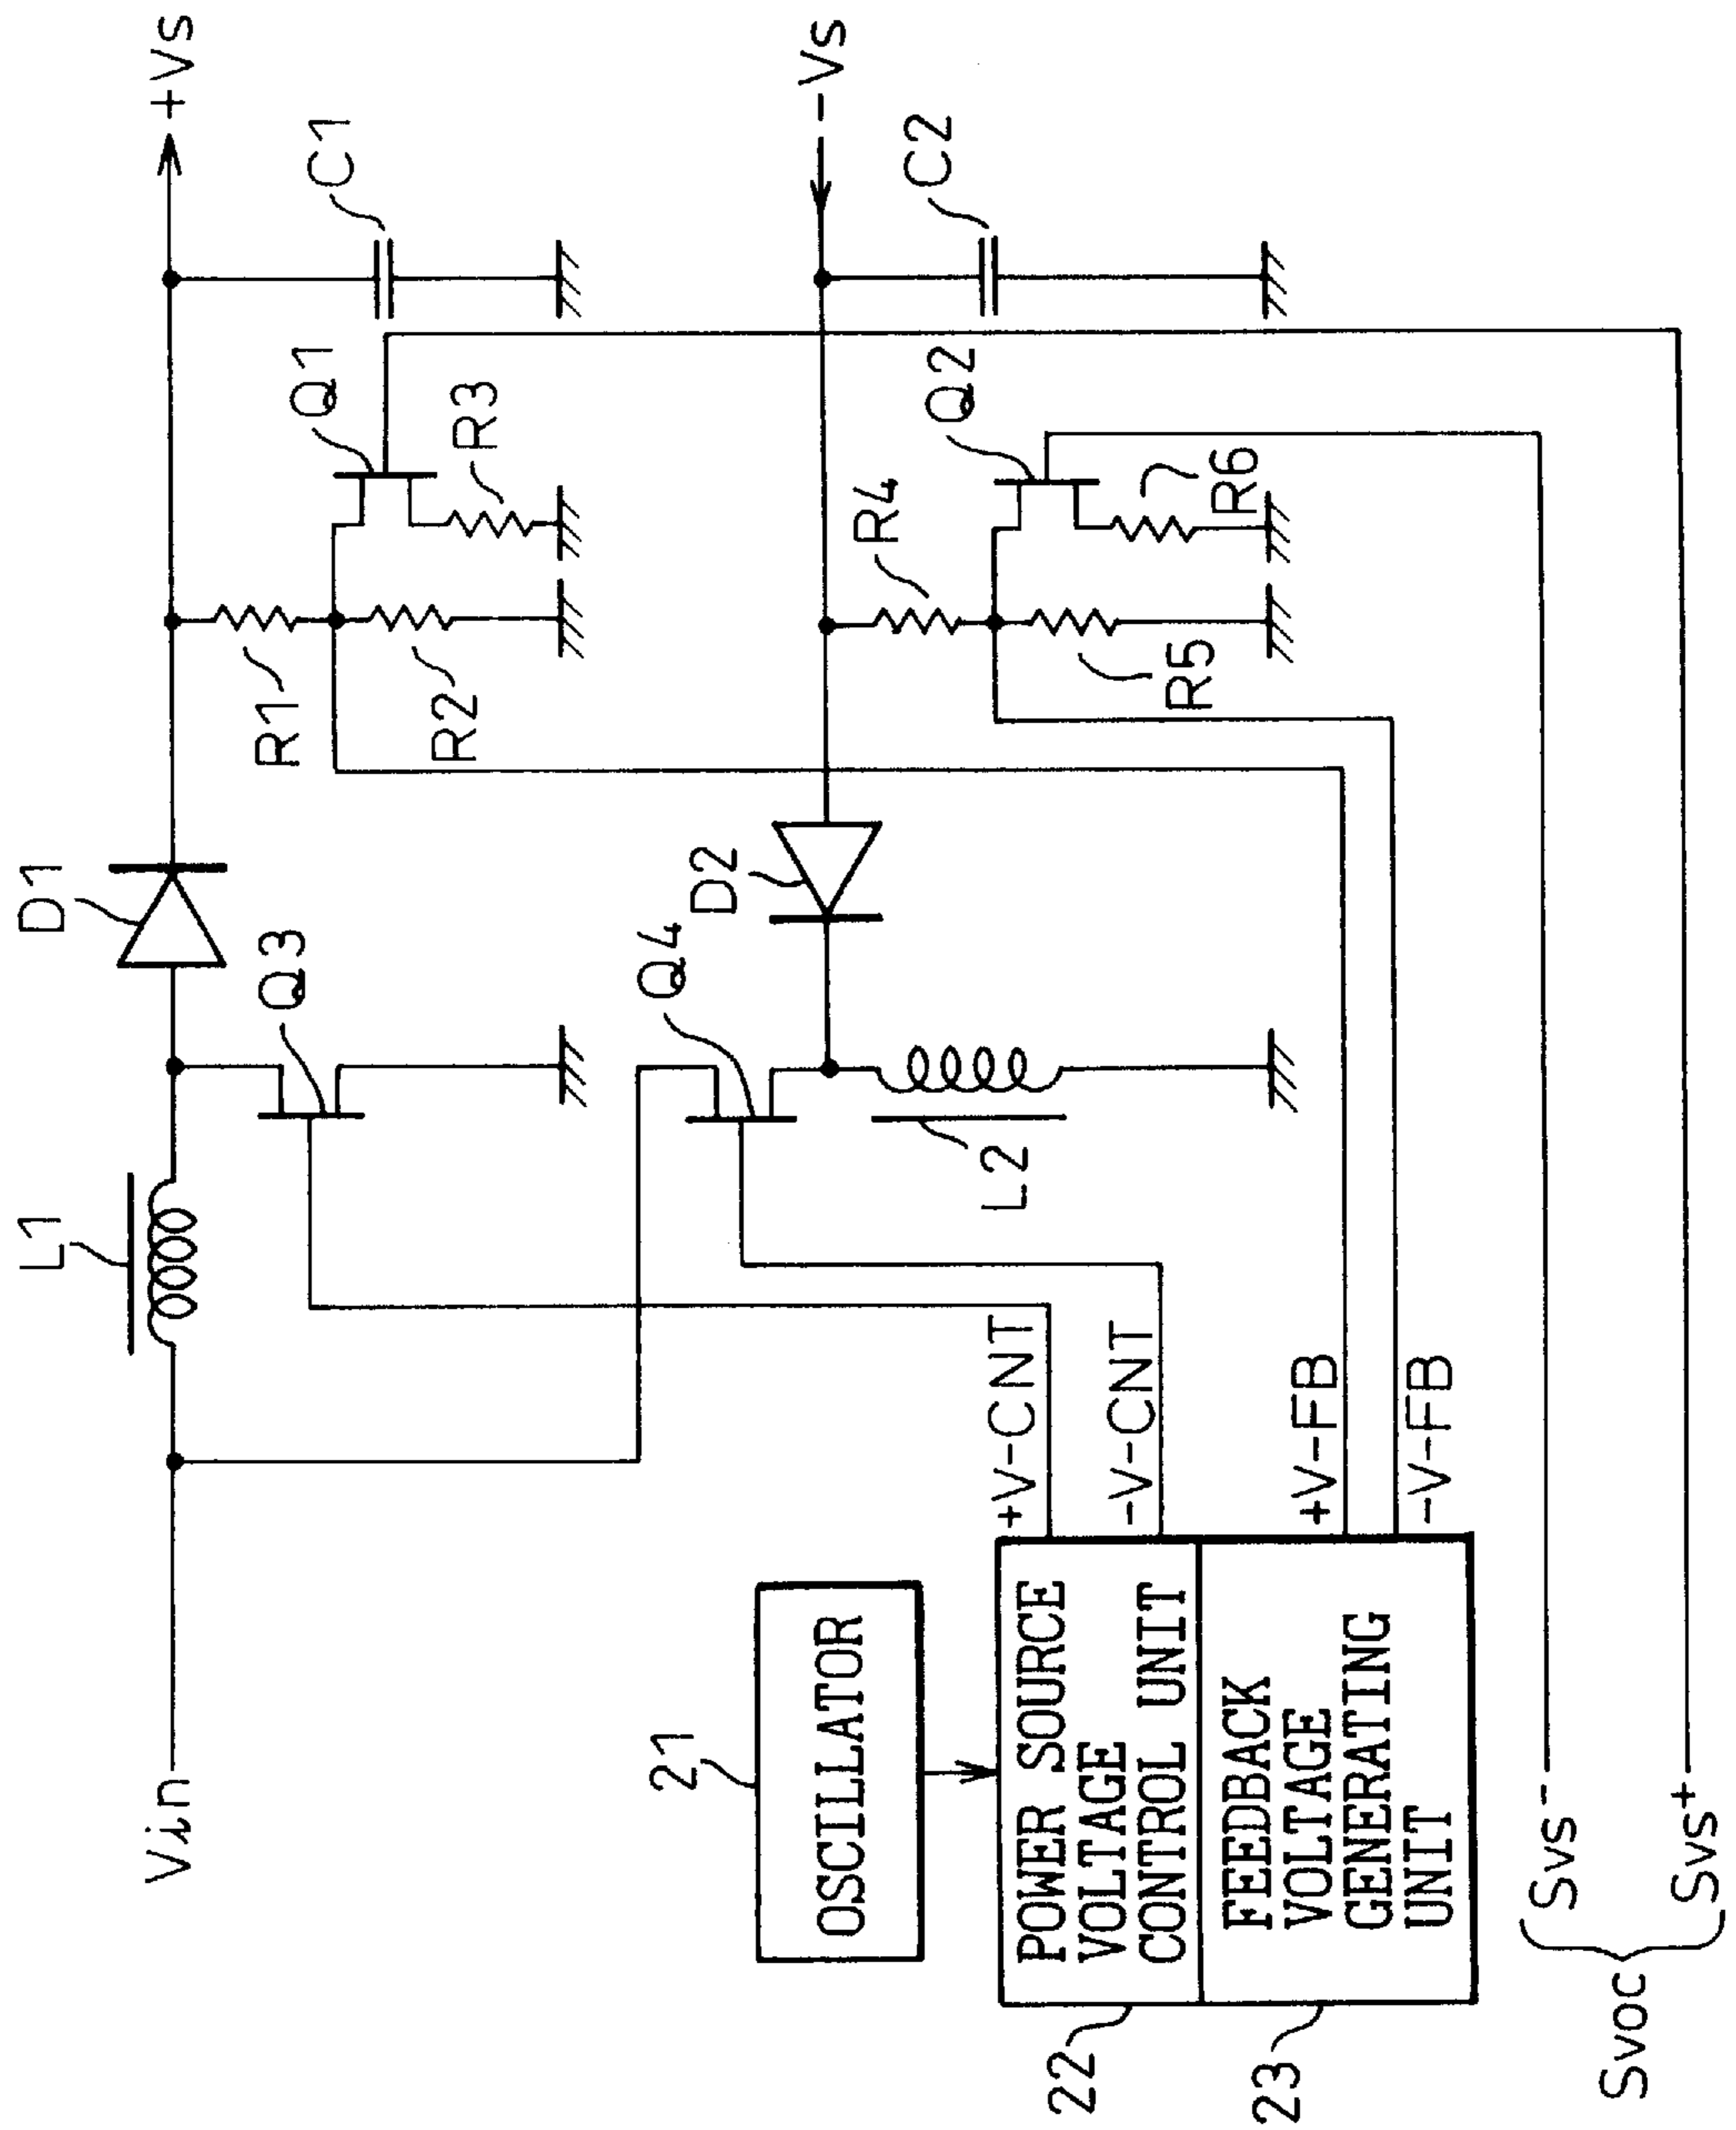 +Vs
C1
Q1
R3
R1
R2
D1
Q3
L1
Vin
-Vs
C2
Q2
R4
R6
R5
D2
Q4
L2
+V-CNT
-V-CNT
+V-FB
-V-FB
21
OSCILLATOR
22
POWER SOURCE
VOLTAGE
CONTROL UNIT
23
FEEDBACK
VOLTAGE
GENERATING
UNIT
Svoc
Svs-
Svs+